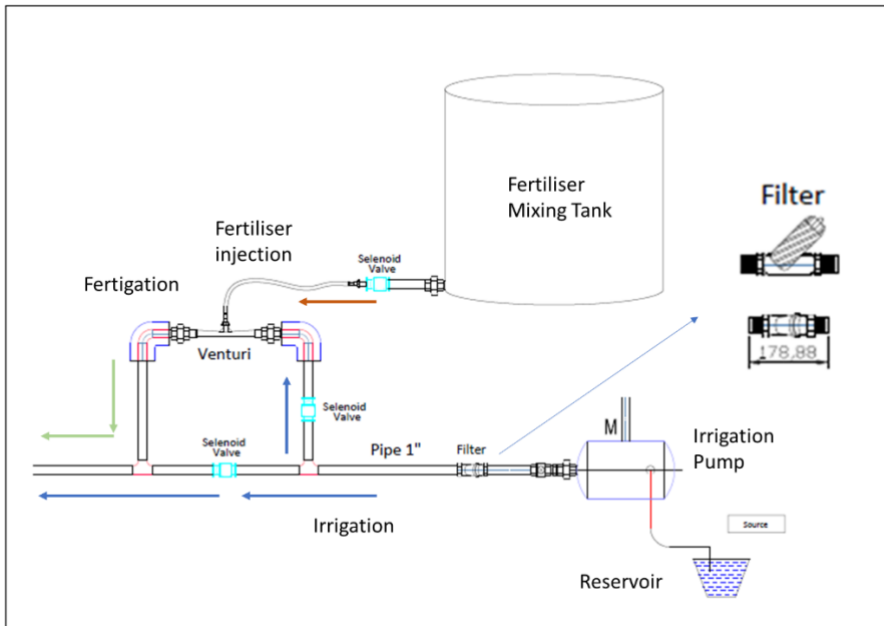 Fertiliser
Mixing Tank
Filter
Fertiliser
injection
Selenoid
Valve
Fertigation
178,88
Venturi
Selenoid
Valve
Selenoid
Valve
Pipe 1"
Filter
M
Irrigation
Pump
Irrigation
Source
Reservoir